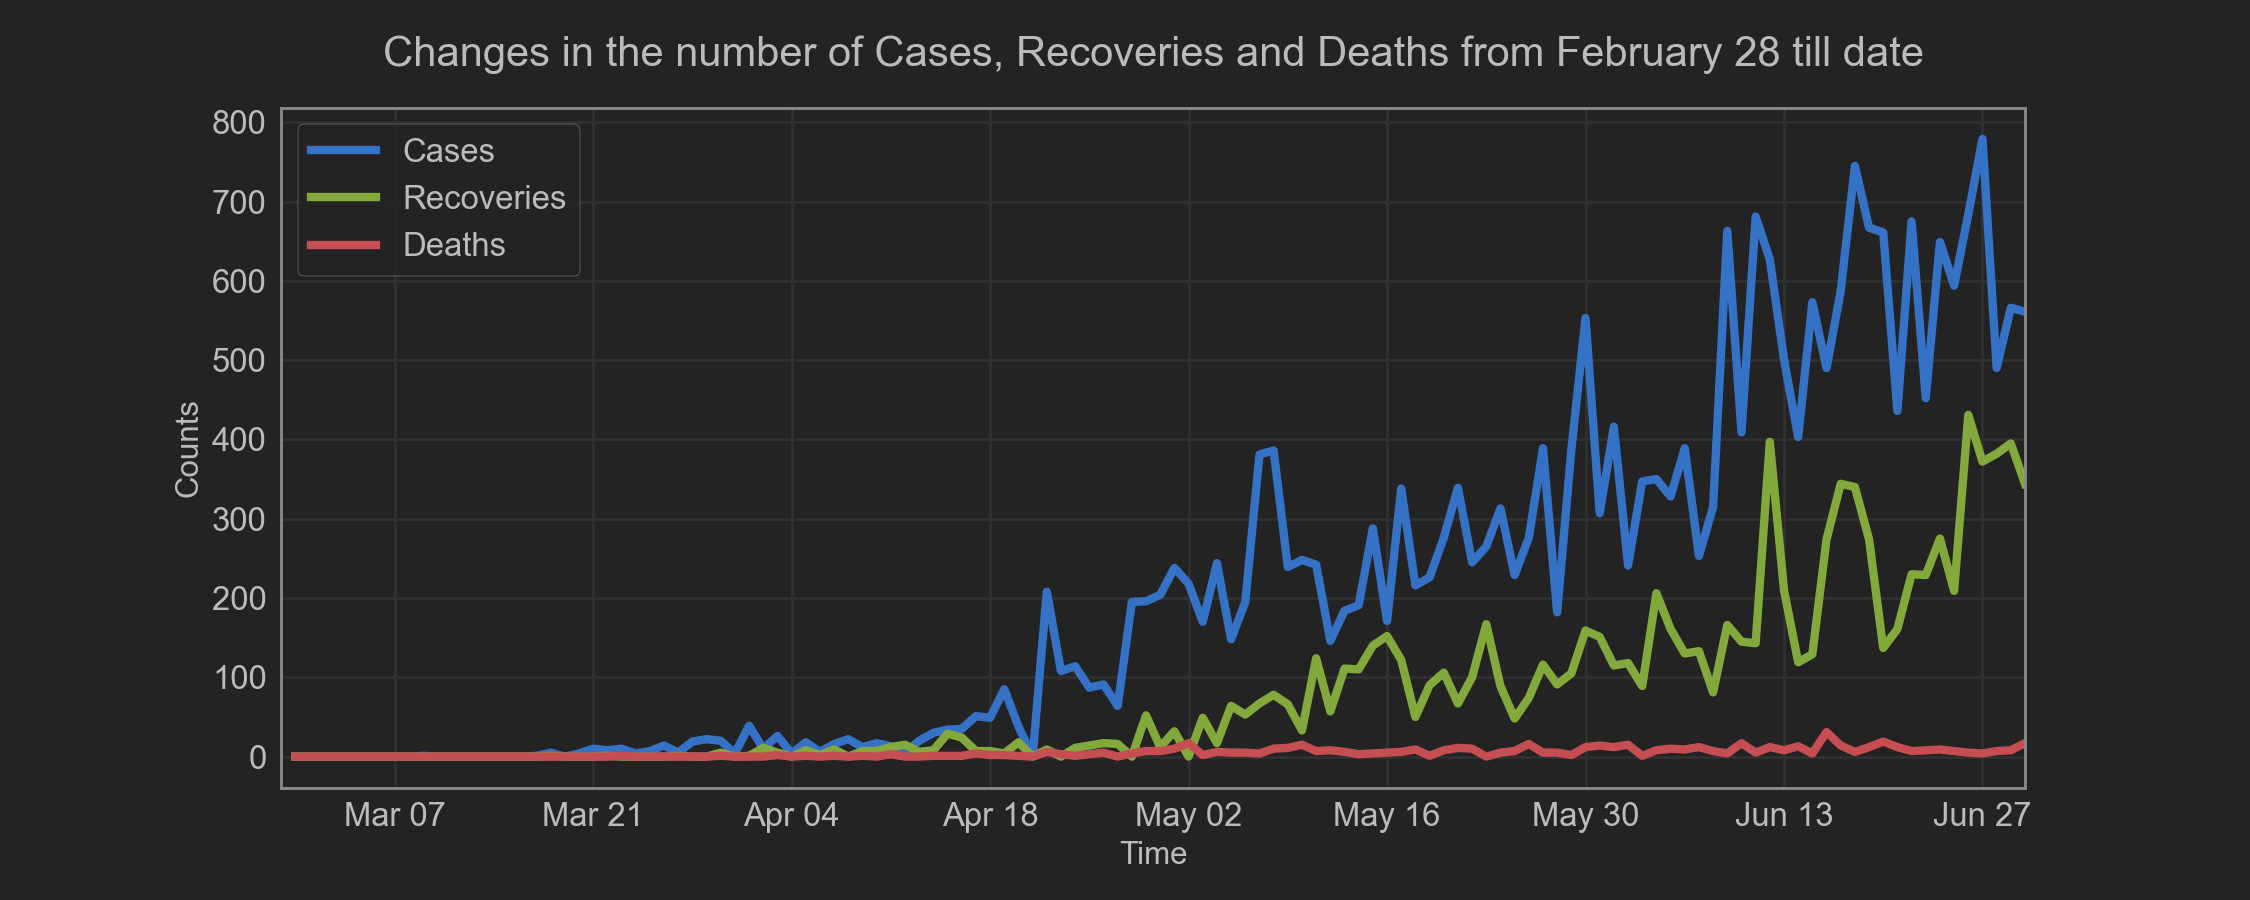 Changes in the number of Cases, Recoveries and Deaths from February 28 till date
800
700
600
500
400
300
200
100
0
Counts
Cases
Recoveries
Deaths
Mar 07
Mar 21
Apr 04
Apr 18
May 02
May 16
May 30
Jun 13
Jun 27
Time